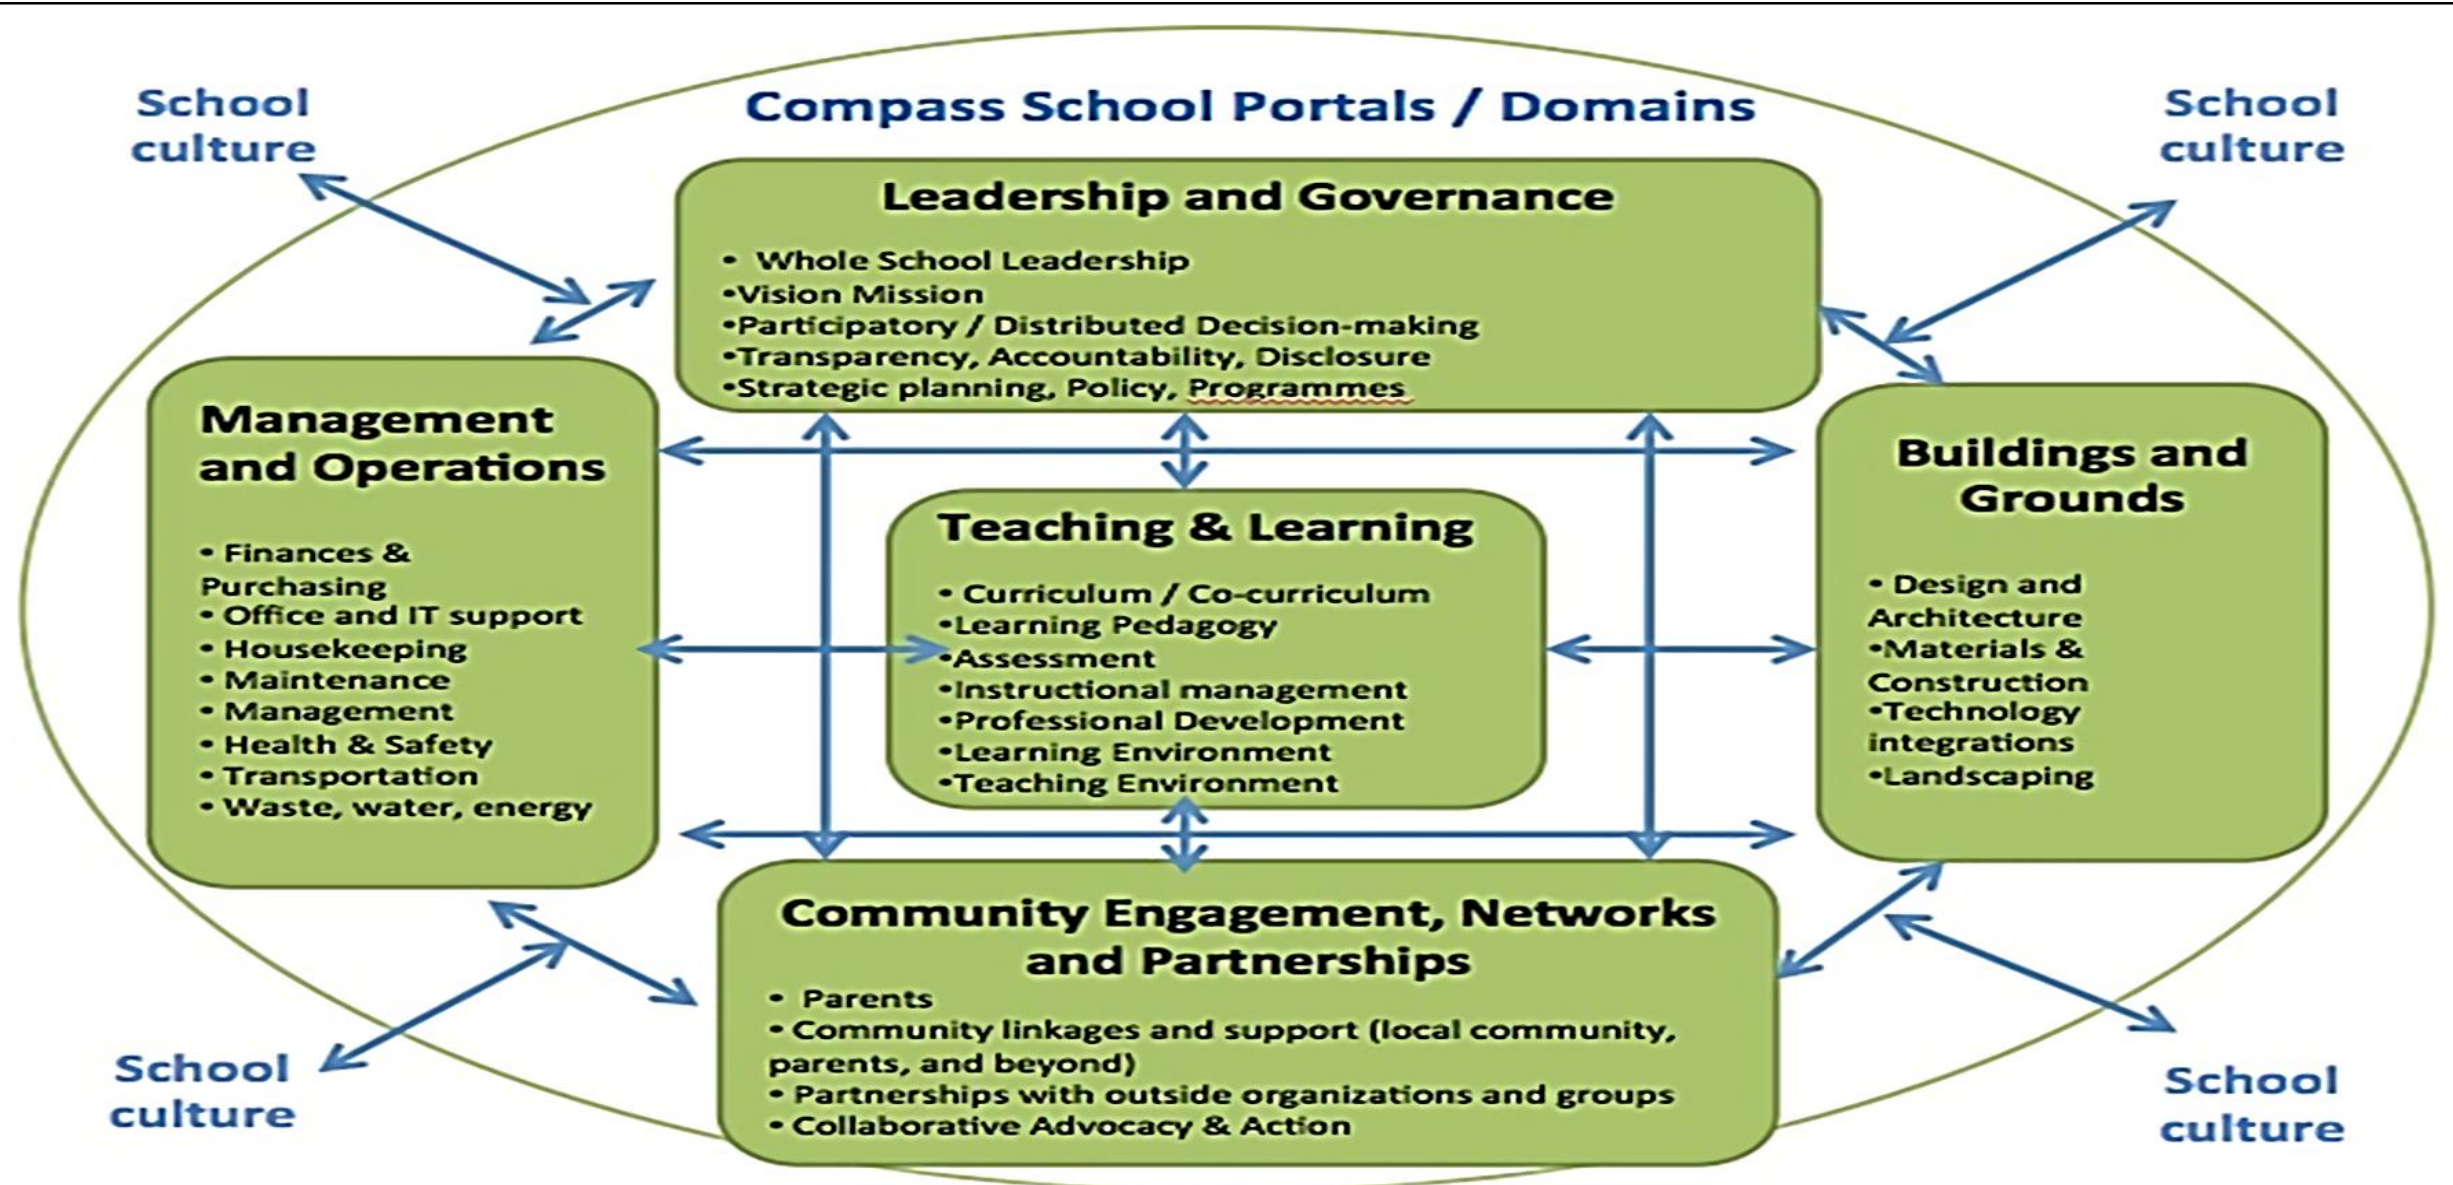 Compass School Portals / Domains
School
culture
School
culture
Leadership and Governance
• Whole School Leadership
•Vision Mission
•Participatory / Distributed Decision-making
•Transparency, Accountability, Disclosure
•Strategic planning, Policy, Programmes
Management
and Operations
• Finances &
Purchasing
• Office and IT support
• Housekeeping
• Maintenance
• Management
• Health & Safety
• Transportation
• Waste, water, energy
Teaching & Learning
• Curriculum / Co-curriculum
•Learning Pedagogy
•Assessment
•Instructional management
•Professional Development
•Learning Environment
•Teaching Environment
Buildings and
Grounds
• Design and
Architecture
•Materials &
Construction
•Technology
integrations
•Landscaping
Community Engagement, Networks
and Partnerships
• Parents
• Community linkages and support (local community,
parents, and beyond)
• Partnerships with outside organizations and groups
• Collaborative Advocacy & Action
School
culture
School
culture